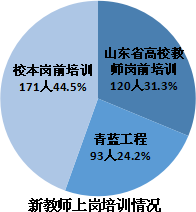 山东省高校教
师岗前培训
120人31.3%
校本岗前培训
171人44.5%
青蓝工程
93人24.2%
新教师上岗培训情况